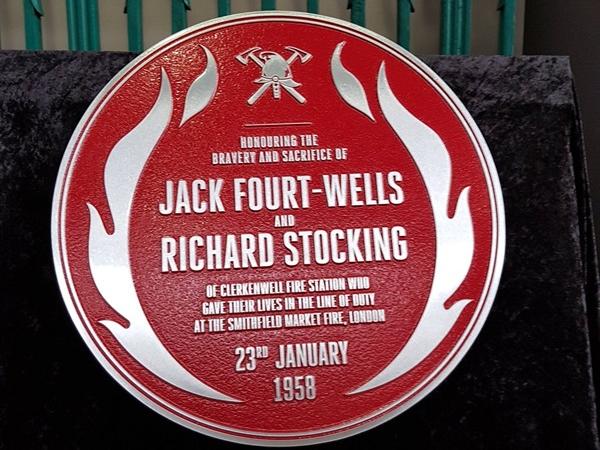 HONOURING THE
BRAVERY AND SACRIFICE OF
JACK FOURT-WELLS
AND
RICHARD STOCKING
OF CLERKENWELL FIRE STATION WHO
GAVE THEIR LIVES IN THE LINE OF DUTY
AT THE SMITHFIELD MARKET FIRE, LONDON
23RD JANUARY
1958